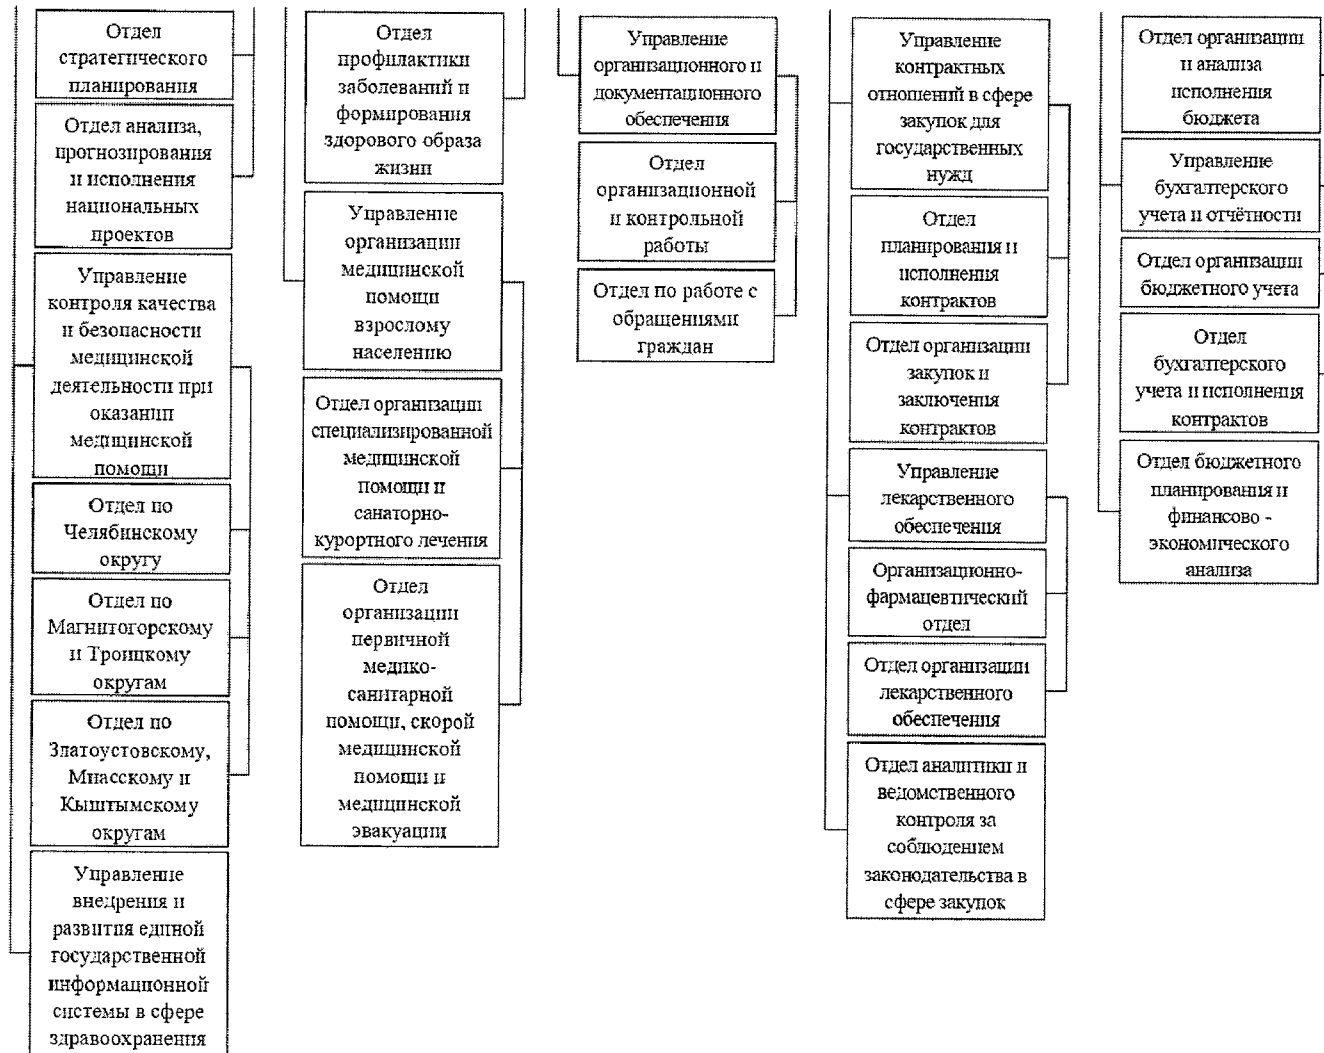 Отдел
стратегического
планирования
Отдел анализа,
прогнозирования
и исполнения
национальных
проектов
Управление
контроля качества
и безопасности
медицинской
деятельности при
оказании
медицинской
помощи
Отдел по
Челябинскому
округу
Отдел по
Магнитогорскому
и Троицкому
округам
Отдел по
Златоустовскому,
Миасскому и
Кыштымскому
округам
Управление
внедрения и
развития единой
государственной
информационной
системы в сфере
здравоохранения
Отдел
профилактики
заболеваний и
формирования
здорового образа
жизни
Управление
организации
медицинской
помощи
взрослому
населению
Отдел организации
специализированной
медицинской
помощи и
санаторно-
курортного лечения
Отдел
организации
первичной
медико-
санитарной
помощи, скорой
медицинской
помощи и
медицинской
эвакуации
Управление
организационного и
документационного
обеспечения
Отдел
организационной
и контрольной
работы
Отдел по работе с
обращениями
граждан
Управление
контрактных
отношений в сфере
закупок для
государственных
нужд
Отдел
планирования и
исполнения
контрактов
Отдел организации
закупок и
заключения
контрактов
Управление
лекарственного
обеспечения
Организационно-
фармацевтический
отдел
Отдел организации
лекарственного
обеспечения
Отдел аналитики и
ведомственного
контроля за
соблюдением
законодательства в
сфере закупок
Отдел организации
и анализа
исполнения
бюджета
Управление
бухгалтерского
учета и отчётности
Отдел организации
бюджетного учета
Отдел
бухгалтерского
учета и исполнения
контрактов
Отдел бюджетного
планирования и
финансово -
экономического
анализа